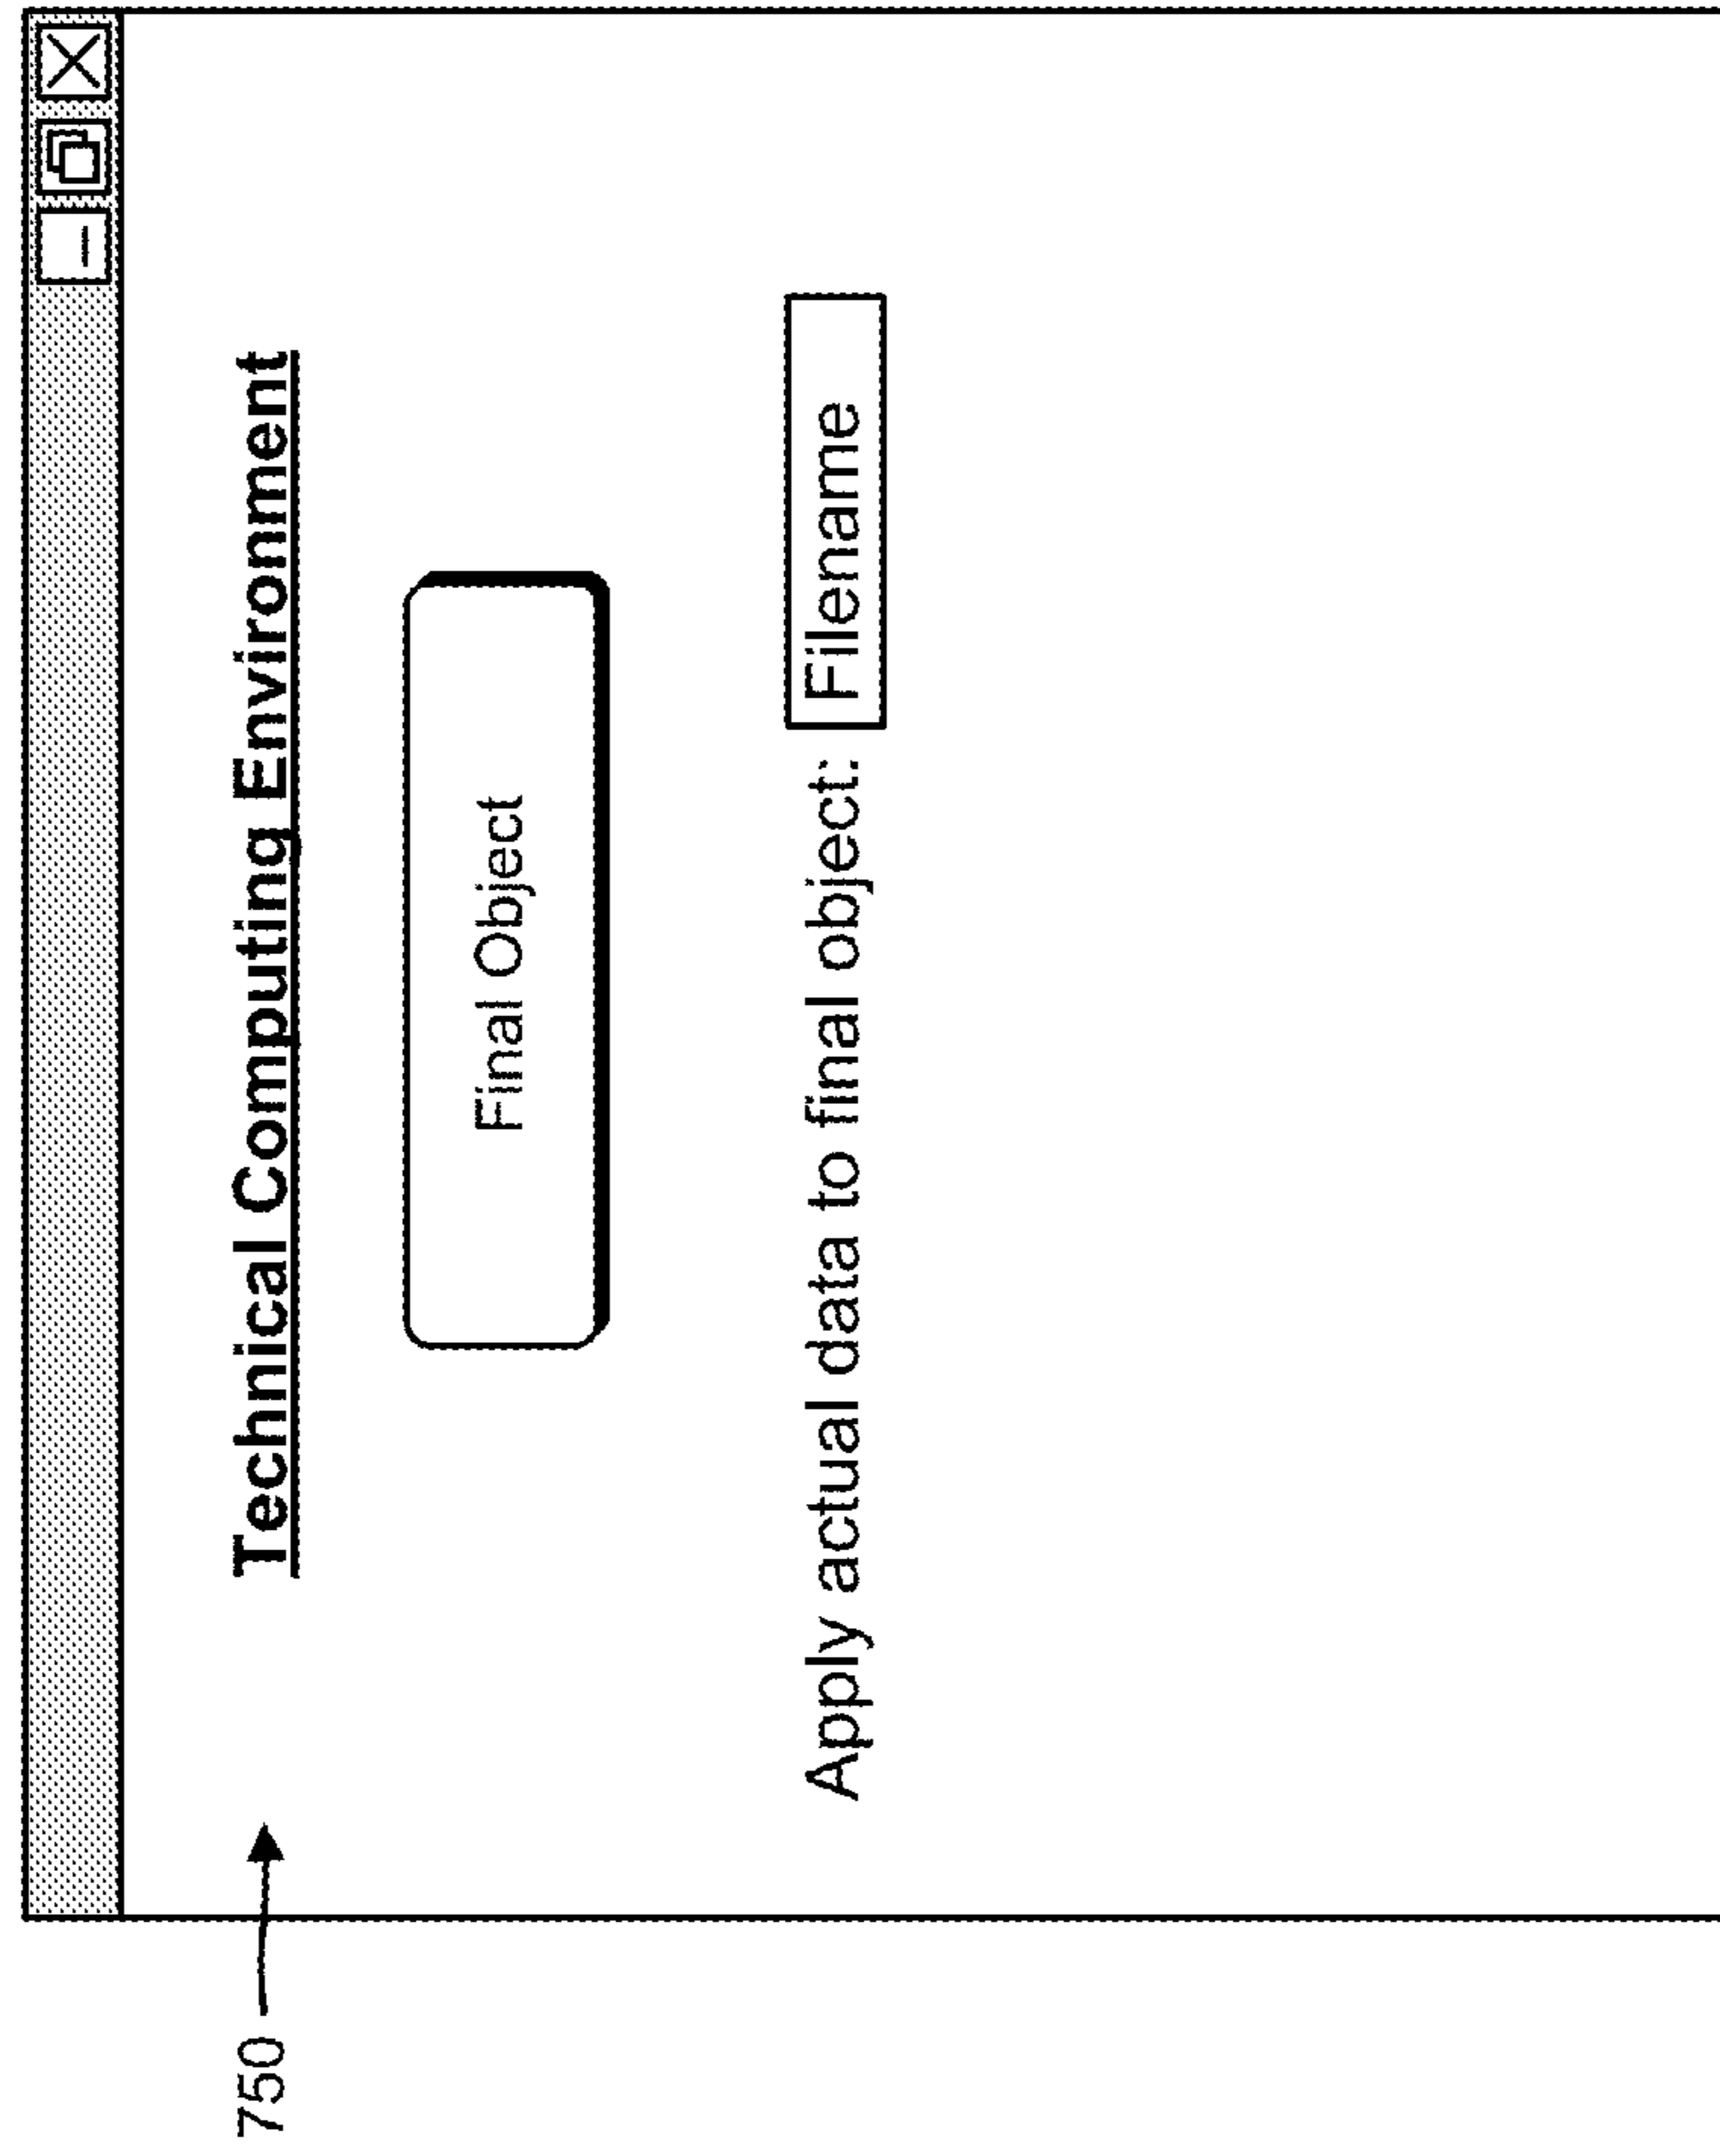 750
Technical Computing Environment
Final Object
Apply actual data to final object: Filename